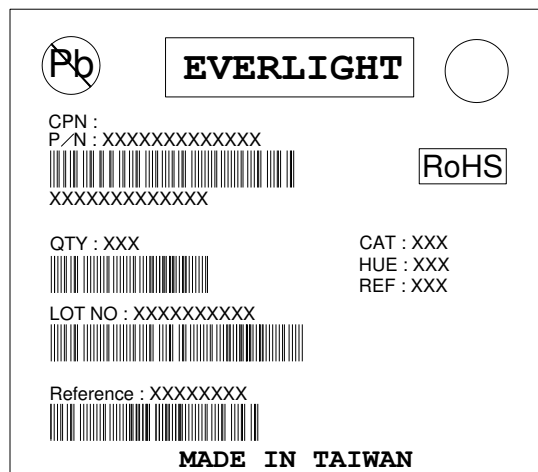 Pb
EVERLIGHT
CPN :
P/N : XXXXXXXXXXXXX
XXXXXXXXXXXXX
RoHS
QTY : XXX
CAT : XXX
HUE : XXX
REF : XXX
LOT NO : XXXXXXXXXX
Reference : XXXXXXXX
MADE IN TAIWAN